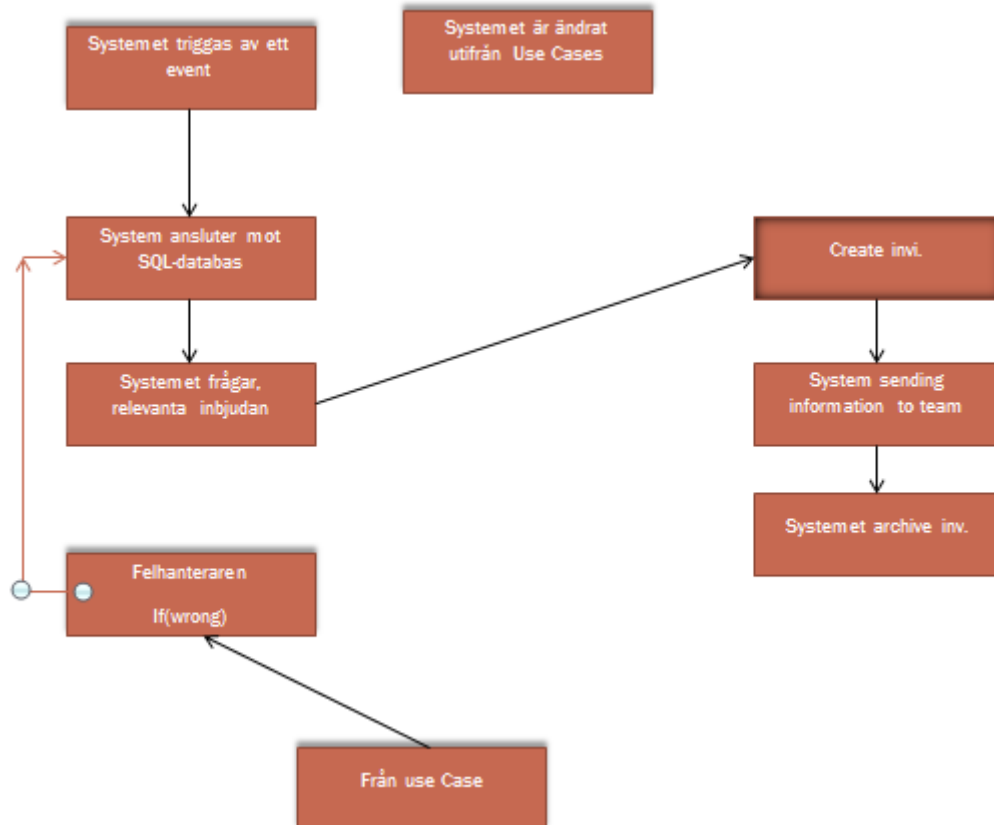 Systemet triggas av ett
event
Systemet är ändrat
utifrån Use Cases
System ansluter mot
SQL-databas
Create invi.
Systemet frågar,
relevanta inbjudan
System sending
information to team
Systemet archive inv.
Felhanteraren
If(wrong)
Från use Case